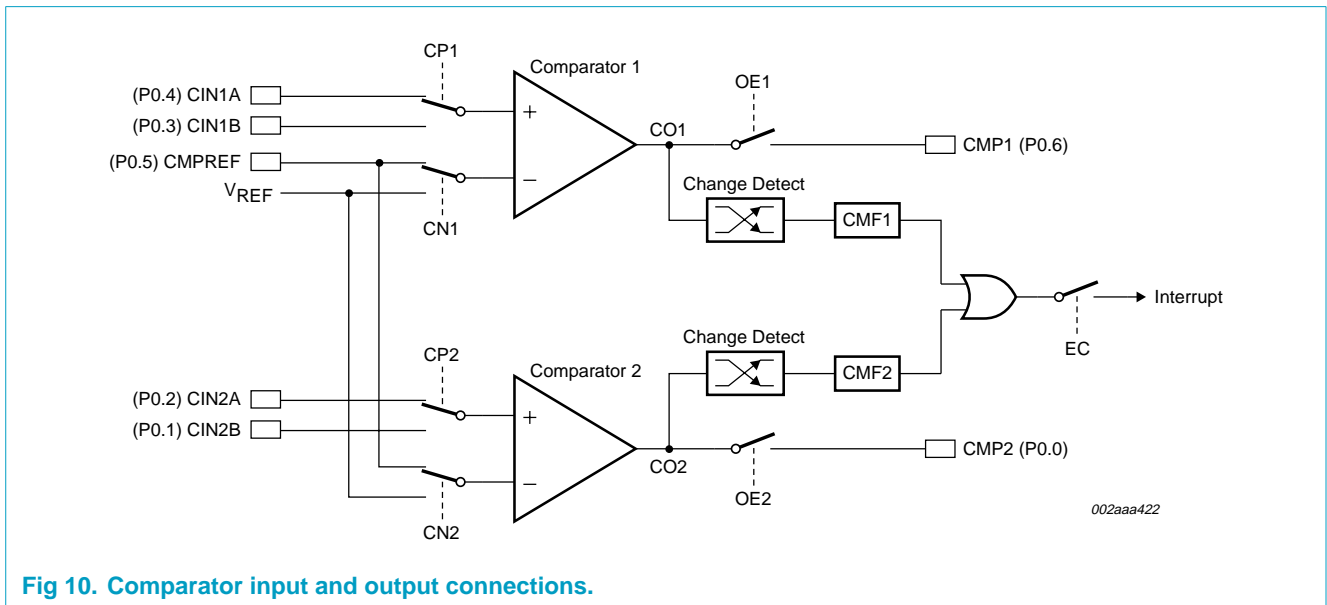 CP1
Comparator 1
OE1
(P0.4) CIN1A
+
(P0.3) CIN1B
CO1
CMP1 (P0.6)
(P0.5) CMPREF
−
VREF
Change Detect
CN1
CMF1
Interrupt
EC
CP2
Comparator 2
Change Detect
CMF2
(P0.2) CIN2A
+
(P0.1) CIN2B
CO2
CMP2 (P0.0)
−
OE2
CN2
002aaa422
Fig 10. Comparator input and output connections.